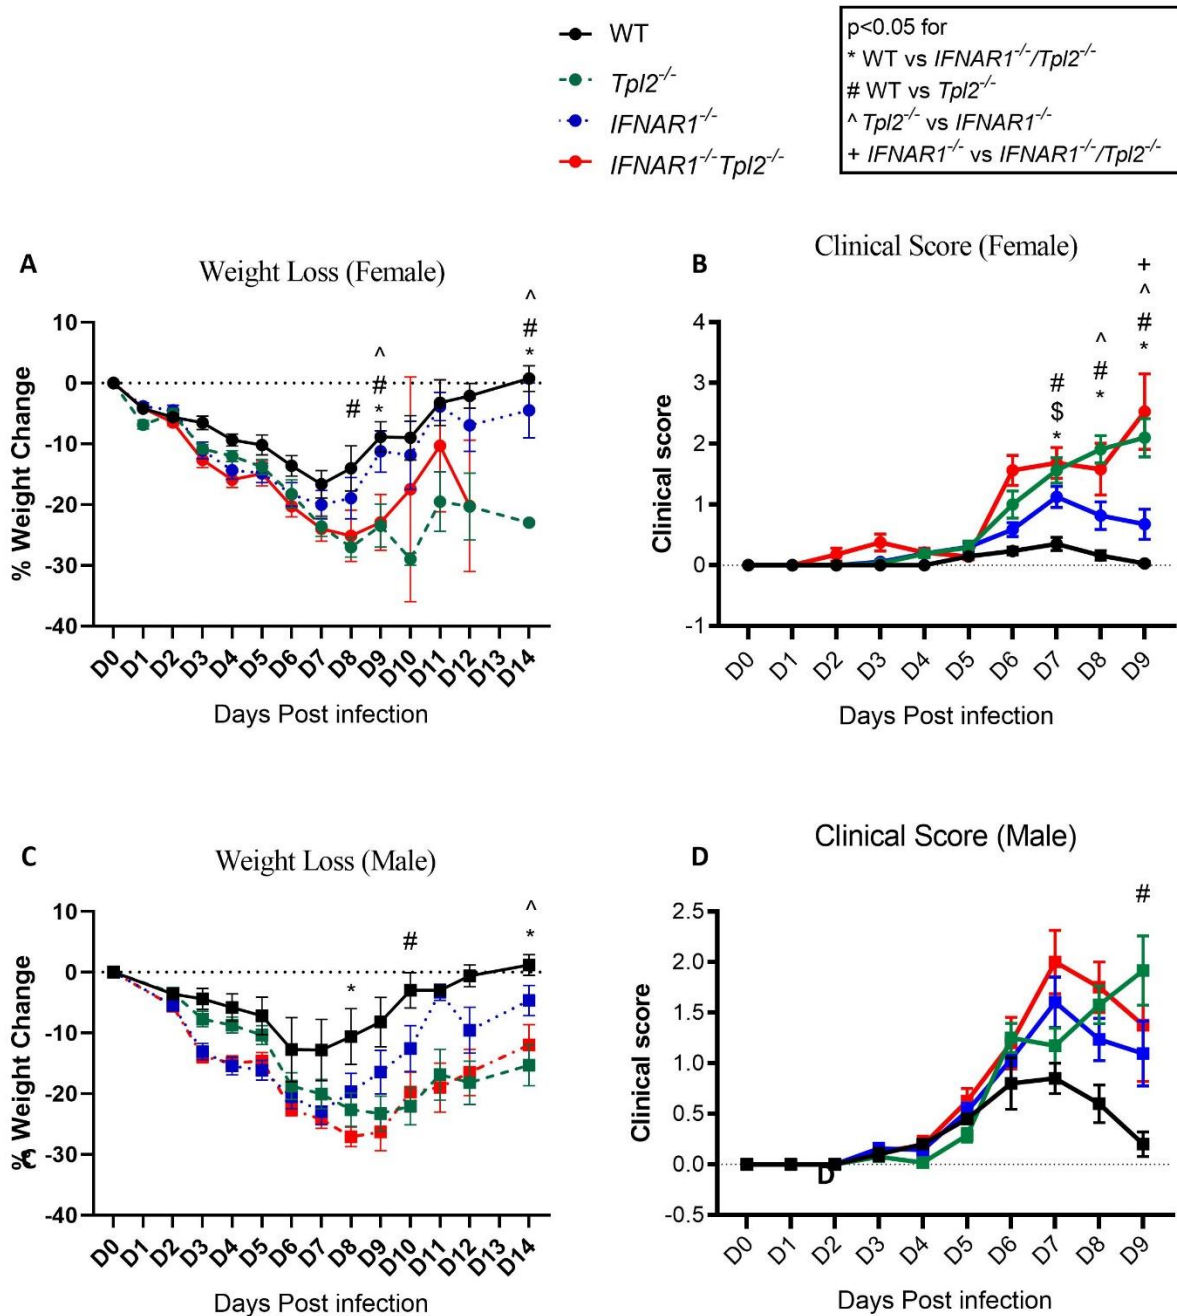 WT
Tpl2-/-
IFNAR1-/-
IFNAR1-/-Tpl2-/-
p<0.05 for
* WT vs IFNAR1-/-/Tpl2-/-
# WT vs Tpl2-/-
^ Tpl2-/- vs IFNAR1-/-
+ IFNAR1-/- vs IFNAR1-/-/Tpl2-/-
A
Weight Loss (Female)
% Weight Change
10
0
-10
-20
-30
-40
#
^
#
*
^
#
*
D0 D1 D2 D3 D4 D5 D6 D7 D8 D9 D10 D11 D12 D13 D14
Days Post infection
B
Clinical Score (Female)
Clinical score
4
3
2
1
0
-1
#
$
*
^
#
*
+
^
#
*
D0 D1 D2 D3 D4 D5 D6 D7 D8 D9
Days Post infection
C
Weight Loss (Male)
% Weight Change
10
0
-10
-20
-30
-40
*
#
^
*
D0 D1 D2 D3 D4 D5 D6 D7 D8 D9 D10 D11 D12 D13 D14
Days Post infection
D
Clinical Score (Male)
Clinical score
2.5
2.0
1.5
1.0
0.5
0.0
-0.5
#
D
D0 D1 D2 D3 D4 D5 D6 D7 D8 D9
Days Post infection